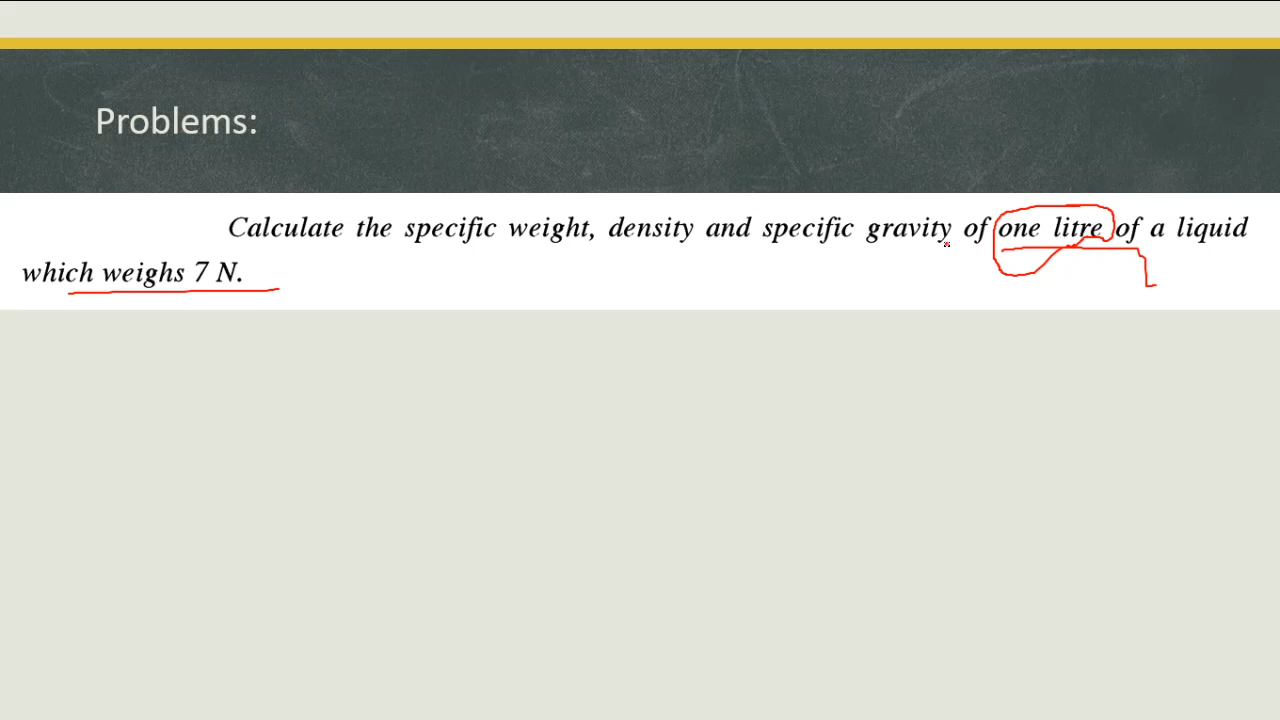 Problems:
Calculate the specific weight, density and specific gravity of one litre of a liquid
which weighs 7 N.